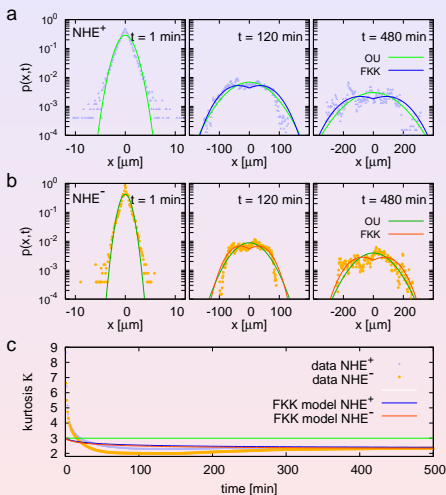 a
NHE+ t = 1 min t = 120 min t = 480 min
OU
FKK
p(x,t)
10^0
10^-1
10^-2
10^-3
10^-4
-10 0 10 -100 0 100 -300 0 300
x [μm] x [μm] x [μm]
b
NHE- t = 1 min t = 120 min t = 480 min
OU
FKK
p(x,t)
10^0
10^-1
10^-2
10^-3
10^-4
-10 0 10 -100 0 100 -200 0 200
x [μm] x [μm] x [μm]
c
kurtosis K
9
8
7
6
5
4
3
2
data NHE+
data NHE-
FKK model NHE+
FKK model NHE-
0 100 200 300 400 500
time [min]